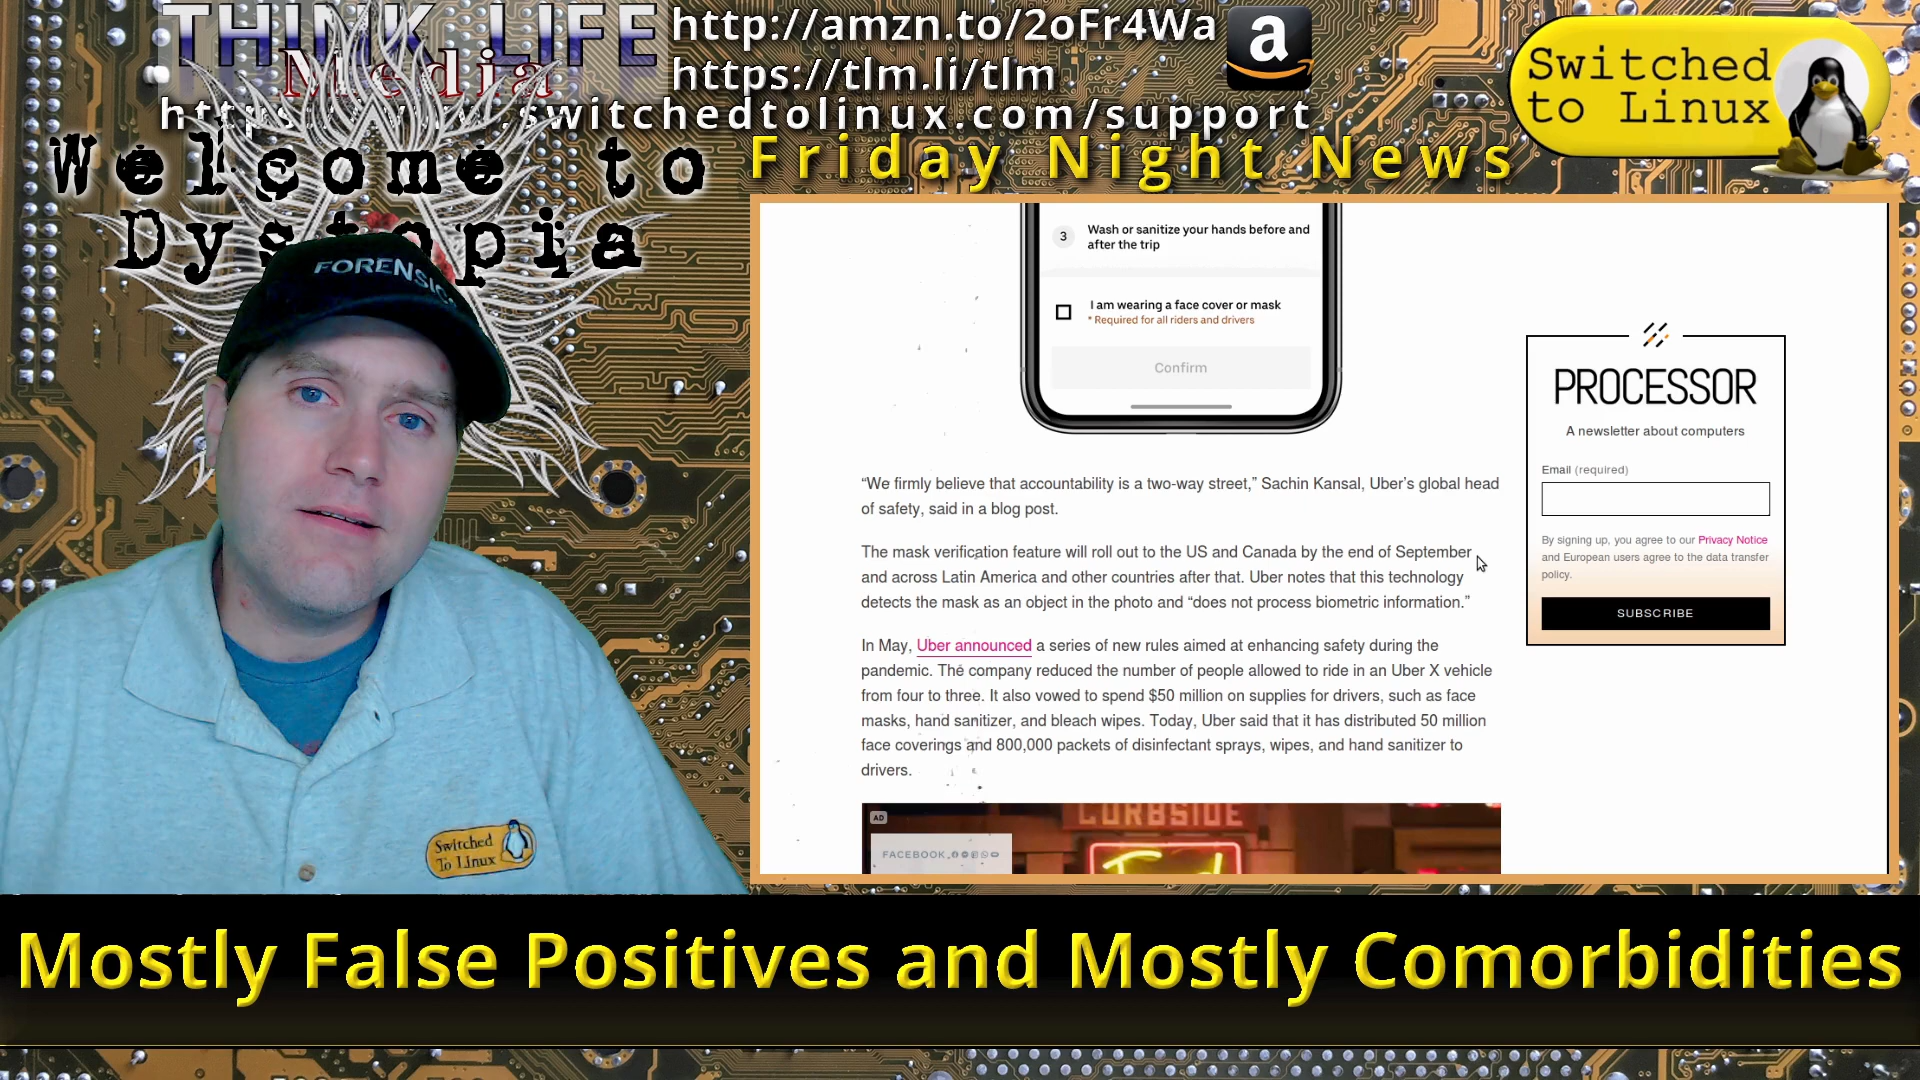 THINK LIFE
Media
http://amzn.to/2oFr4Wa
https://tlm.li/tlm
https://www.switchedtolinux.com/support
a
Switched
to Linux
Welcome to
Dystopia
Friday Night News
FORENSIC
Switched
To Linux
3
Wash or sanitize your hands before and
after the trip
I am wearing a face cover or mask
* Required for all riders and drivers
Confirm
“We firmly believe that accountability is a two-way street,” Sachin Kansal, Uber’s global head
of safety, said in a blog post.
The mask verification feature will roll out to the US and Canada by the end of September
and across Latin America and other countries after that. Uber notes that this technology
detects the mask as an object in the photo and “does not process biometric information.”
In May, Uber announced a series of new rules aimed at enhancing safety during the
pandemic. The company reduced the number of people allowed to ride in an Uber X vehicle
from four to three. It also vowed to spend $50 million on supplies for drivers, such as face
masks, hand sanitizer, and bleach wipes. Today, Uber said that it has distributed 50 million
face coverings and 800,000 packets of disinfectant sprays, wipes, and hand sanitizer to
drivers.
AD
FACEBOOK
CURBSIDE
PROCESSOR
A newsletter about computers
Email (required)
By signing up, you agree to our Privacy Notice
and European users agree to the data transfer
policy.
SUBSCRIBE
Mostly False Positives and Mostly Comorbidities